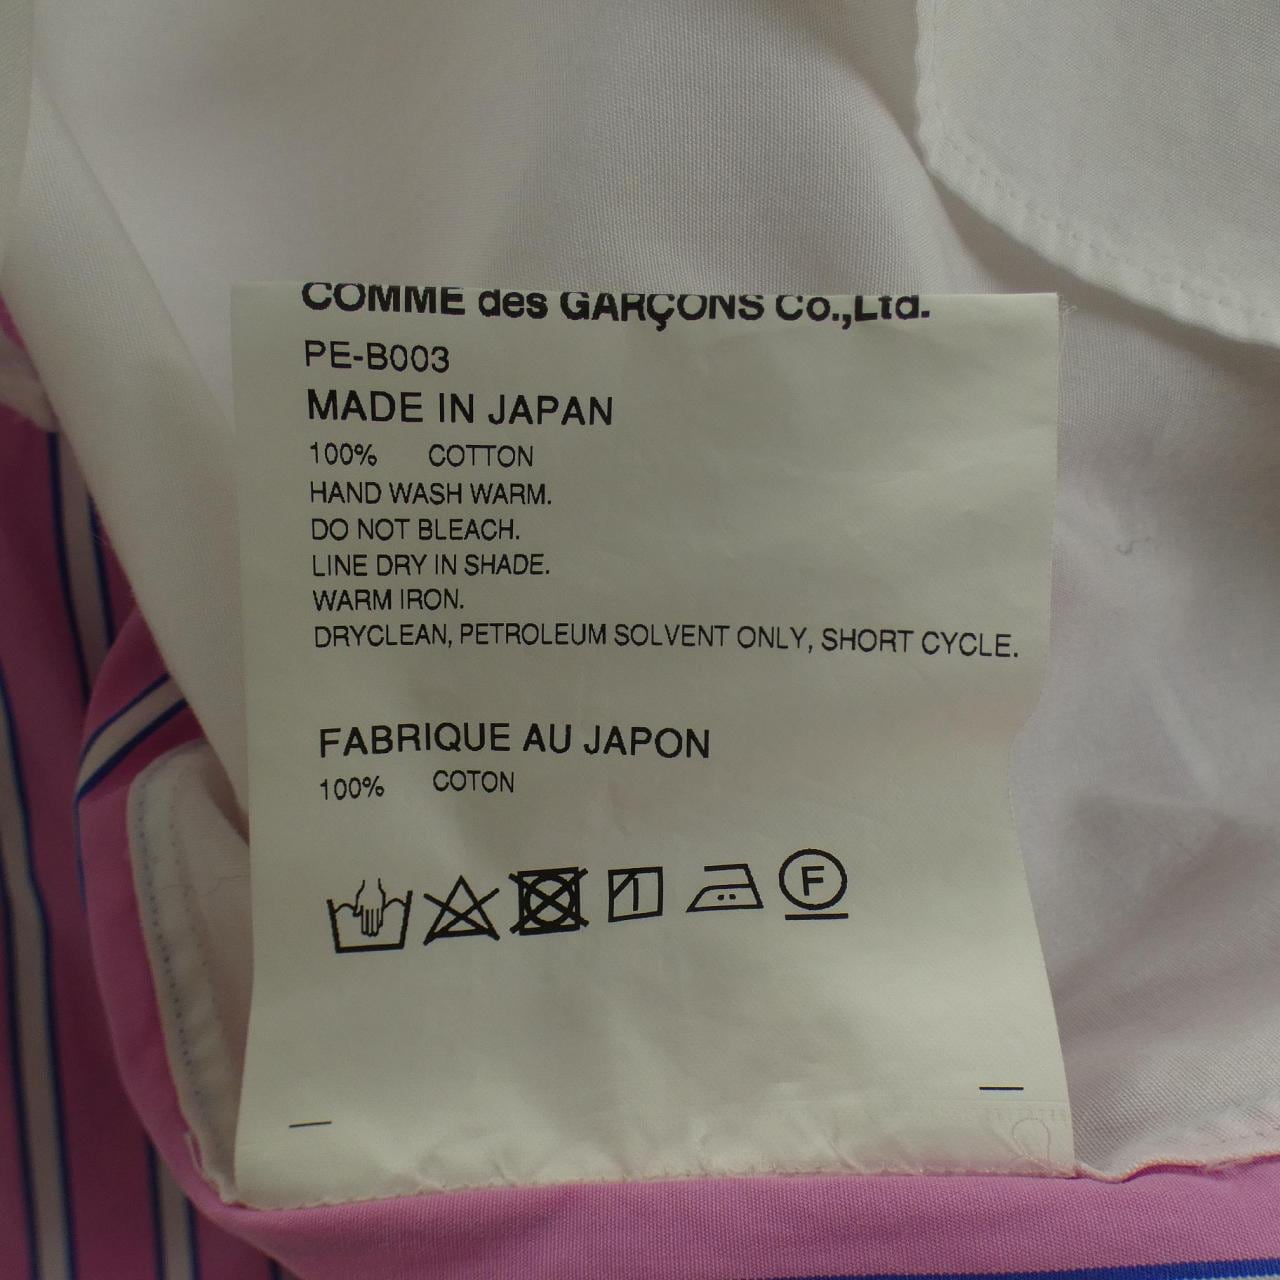 COMME des GARÇONS Co.,Ltd.
PE-B003
MADE IN JAPAN
100% COTTON
HAND WASH WARM.
DO NOT BLEACH.
LINE DRY IN SHADE.
WARM IRON.
DRYCLEAN, PETROLEUM SOLVENT ONLY, SHORT CYCLE.
FABRIQUE AU JAPON
100% COTON
F